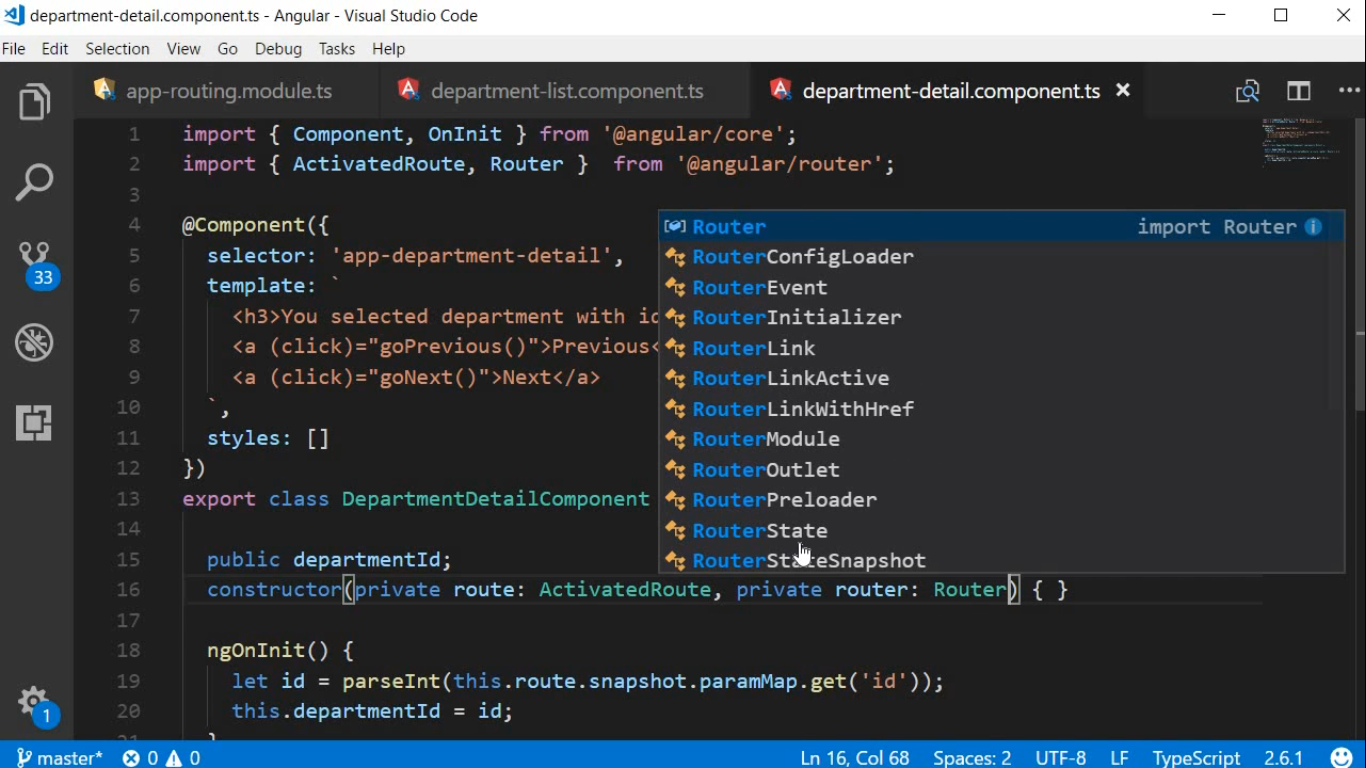 department-detail.component.ts - Angular - Visual Studio Code
File Edit Selection View Go Debug Tasks Help
app-routing.module.ts department-list.component.ts department-detail.component.ts
1 import { Component, OnInit } from '@angular/core';
2 import { ActivatedRoute, Router }  from '@angular/router';
3
4 @Component({
5 selector: 'app-department-detail',
6 template: `
7 <h3>You selected department with id
8 <a (click)="goPrevious()">Previous<
9 <a (click)="goNext()">Next</a>
10 `,
11 styles: []
12 })
13 export class DepartmentDetailComponent
14
15 public departmentId;
16 constructor(private route: ActivatedRoute, private router: Router) { }
17
18 ngOnInit() {
19 let id = parseInt(this.route.snapshot.paramMap.get('id'));
20 this.departmentId = id;
21 }
Router import Router
RouterConfigLoader
RouterEvent
RouterInitializer
RouterLink
RouterLinkActive
RouterLinkWithHref
RouterModule
RouterOutlet
RouterPreloader
RouterState
RouterStateSnapshot
33
1
master* 0 0 Ln 16, Col 68 Spaces: 2 UTF-8 LF TypeScript 2.6.1